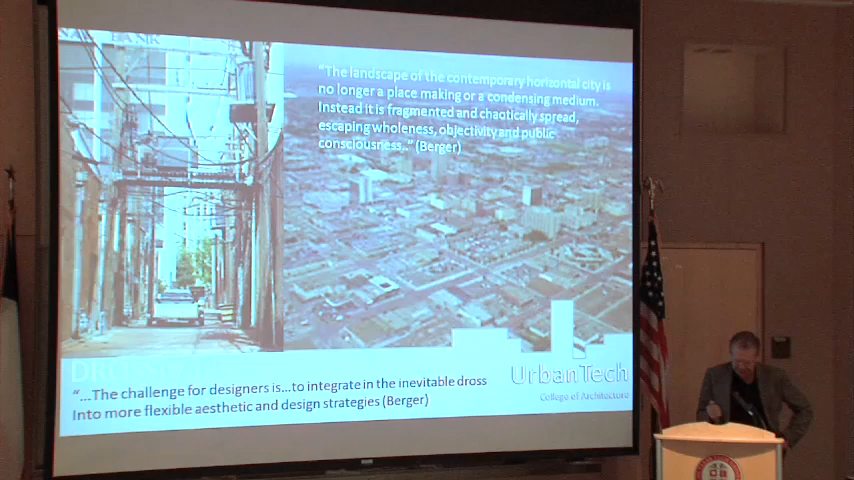 BANK
“The landscape of the contemporary horizontal city is
no longer a place making or a condensing medium.
Instead it is fragmented and chaotically spread,
escaping wholeness, objectivity and public
consciousness..” (Berger)
“...The challenge for designers is...to integrate in the inevitable dross
Into more flexible aesthetic and design strategies (Berger)
UrbanTech
College of Architecture